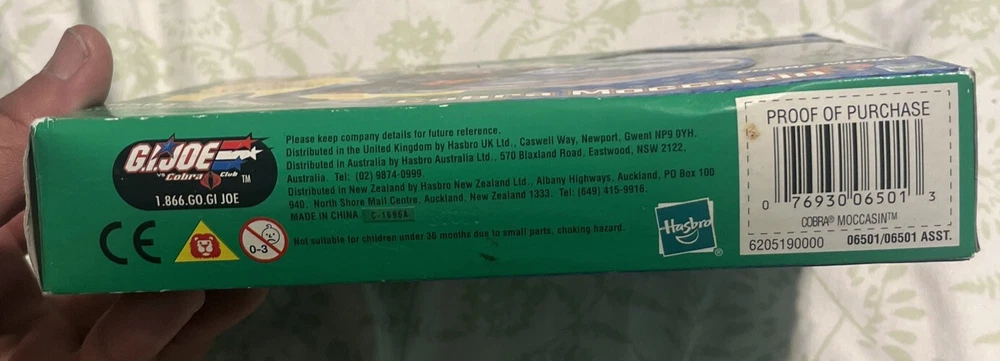 Cobra Moccasin
G.I. JOE
vs Cobra Club TM
1.866.GO.GI JOE
Please keep company details for future reference.
Distributed in the United Kingdom by Hasbro UK Ltd., Caswell Way, Newport, Gwent NP9 0YH.
Distributed in Australia by Hasbro Australia Ltd., 570 Blaxland Road, Eastwood, NSW 2122,
Australia. Tel: (02) 9874-0999.
Distributed in New Zealand by Hasbro New Zealand Ltd., Albany Highways, Auckland, PO Box 100
940. North Shore Mail Centre. Auckland, New Zealand 1333. Tel: (649) 415-9916.
MADE IN CHINA C-1696A
CE
0-3
Not suitable for children under 36 months due to small parts, choking hazard.
Hasbro®
PROOF OF PURCHASE
0 76930 06501 3
COBRA® MOCCASIN™
6205190000 06501/06501 ASST.